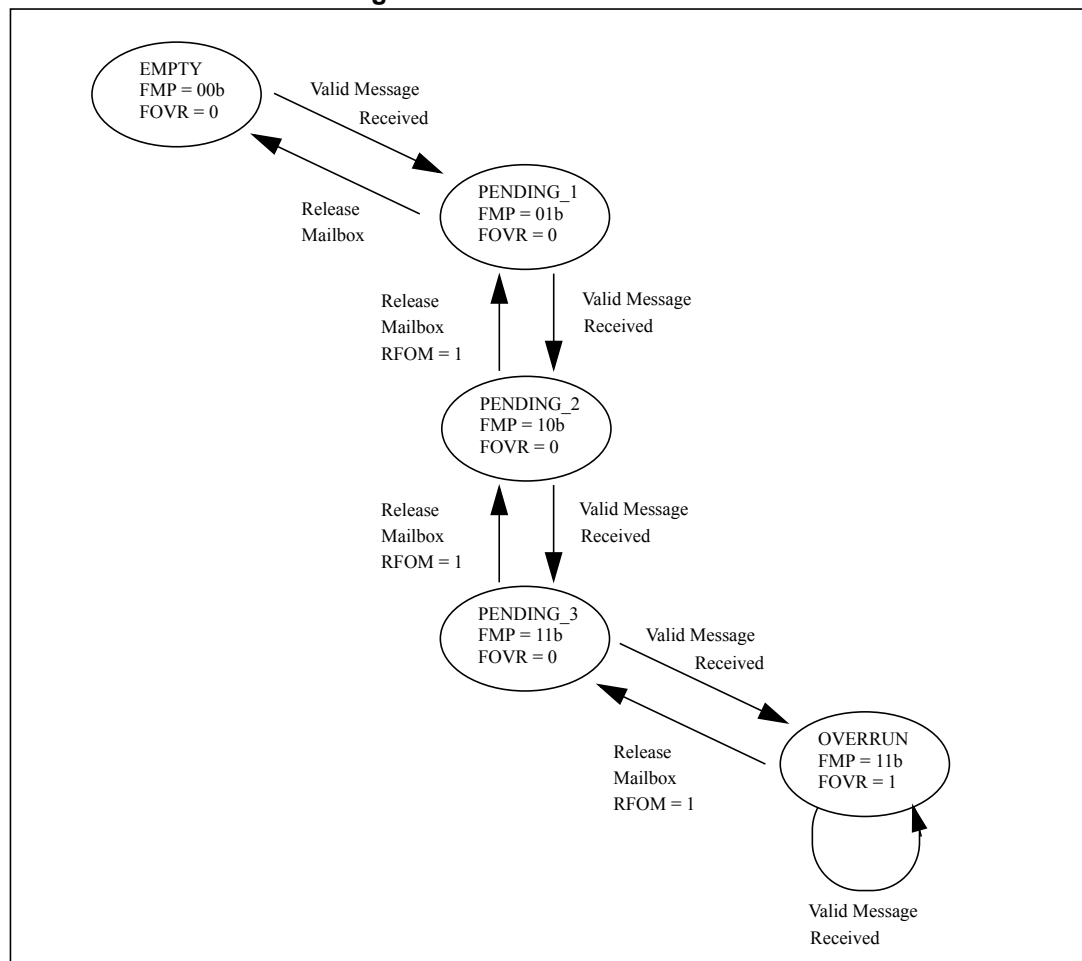 EMPTY
FMP = 00b
FOVR = 0
Valid Message
Received
Release
Mailbox
PENDING_1
FMP = 01b
FOVR = 0
Release
Mailbox
RFOM = 1
Valid Message
Received
PENDING_2
FMP = 10b
FOVR = 0
Release
Mailbox
RFOM = 1
Valid Message
Received
PENDING_3
FMP = 11b
FOVR = 0
Valid Message
Received
Release
Mailbox
RFOM = 1
OVERRUN
FMP = 11b
FOVR = 1
Valid Message
Received